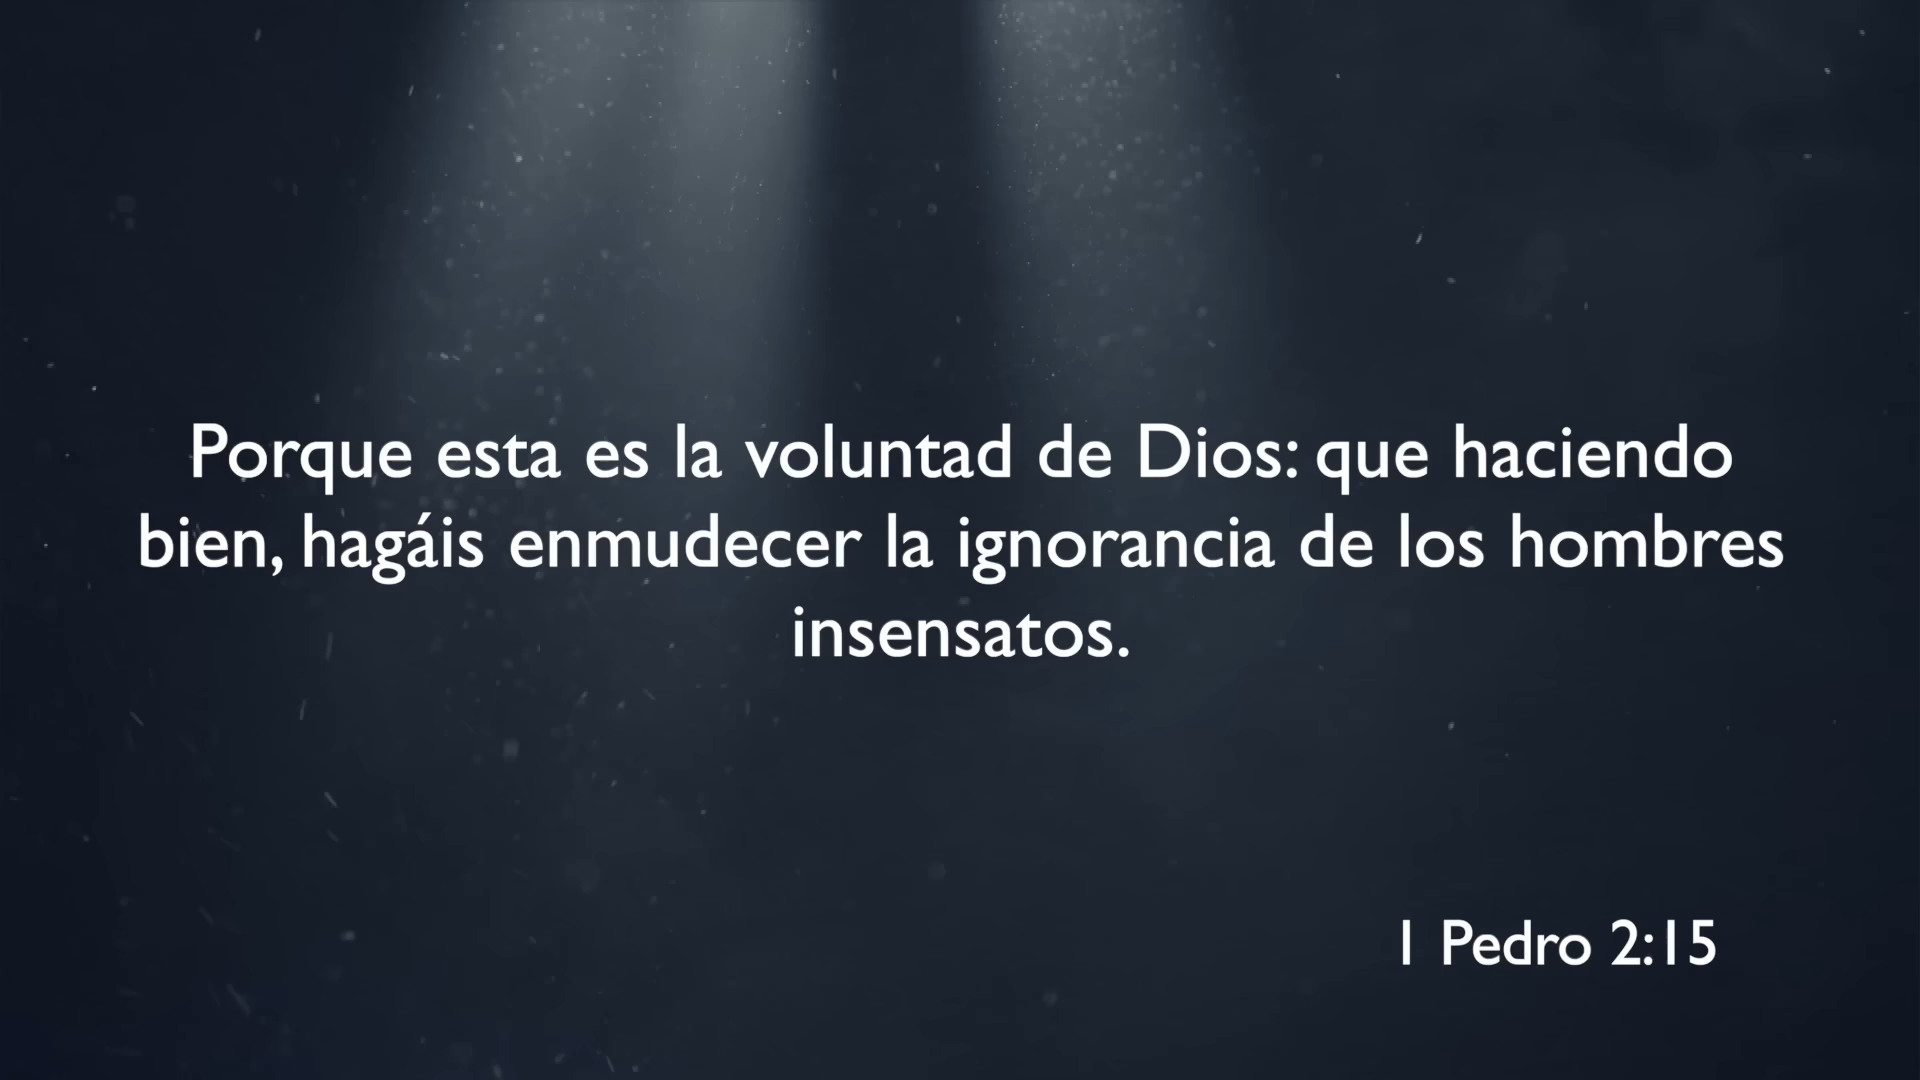 Porque esta es la voluntad de Dios: que haciendo
bien, hagáis enmudecer la ignorancia de los hombres
insensatos.
1 Pedro 2:15